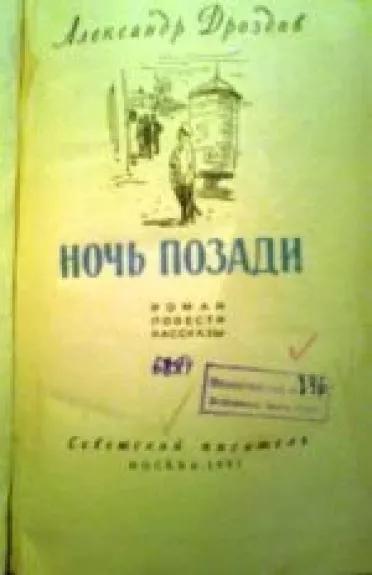 Александр Дроздов
НОЧЬ ПОЗАДИ
РОМАН
ПОВЕСТИ
РАССКАЗЫ
Советский писатель
МОСКВА